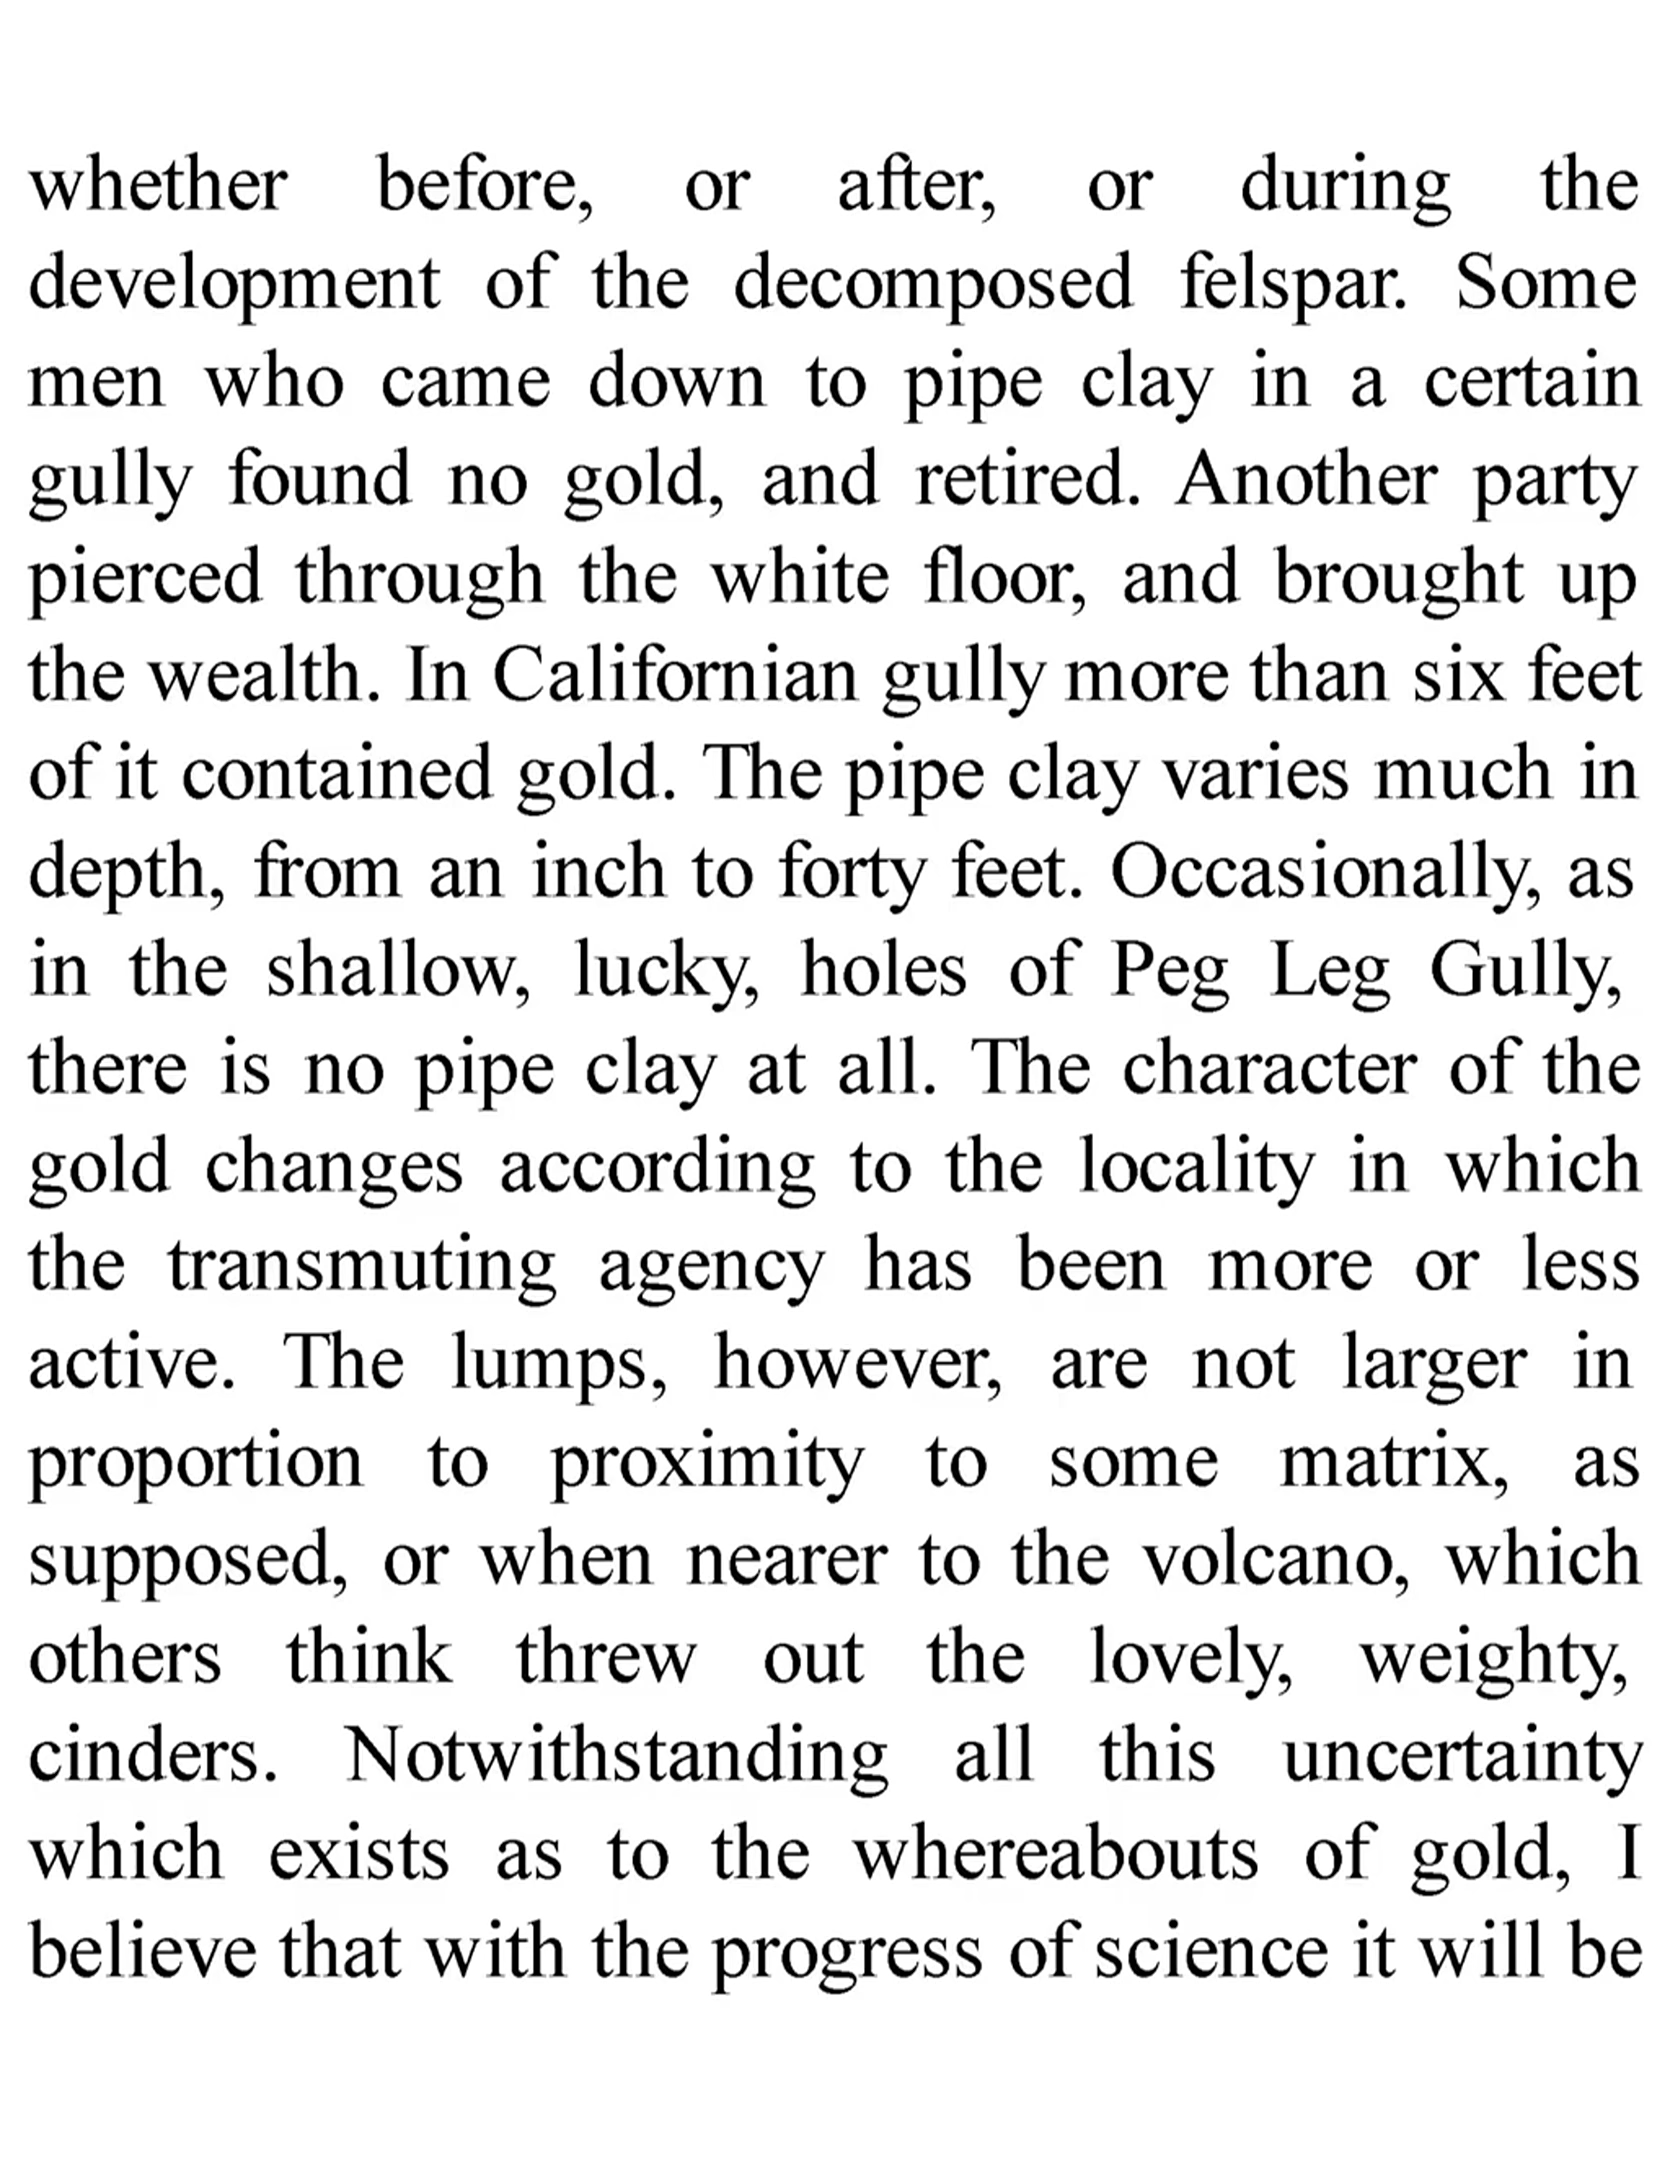 whether before, or after, or during the
development of the decomposed felspar. Some
men who came down to pipe clay in a certain
gully found no gold, and retired. Another party
pierced through the white floor, and brought up
the wealth. In Californian gully more than six feet
of it contained gold. The pipe clay varies much in
depth, from an inch to forty feet. Occasionally, as
in the shallow, lucky, holes of Peg Leg Gully,
there is no pipe clay at all. The character of the
gold changes according to the locality in which
the transmuting agency has been more or less
active. The lumps, however, are not larger in
proportion to proximity to some matrix, as
supposed, or when nearer to the volcano, which
others think threw out the lovely, weighty,
cinders. Notwithstanding all this uncertainty
which exists as to the whereabouts of gold, I
believe that with the progress of science it will be